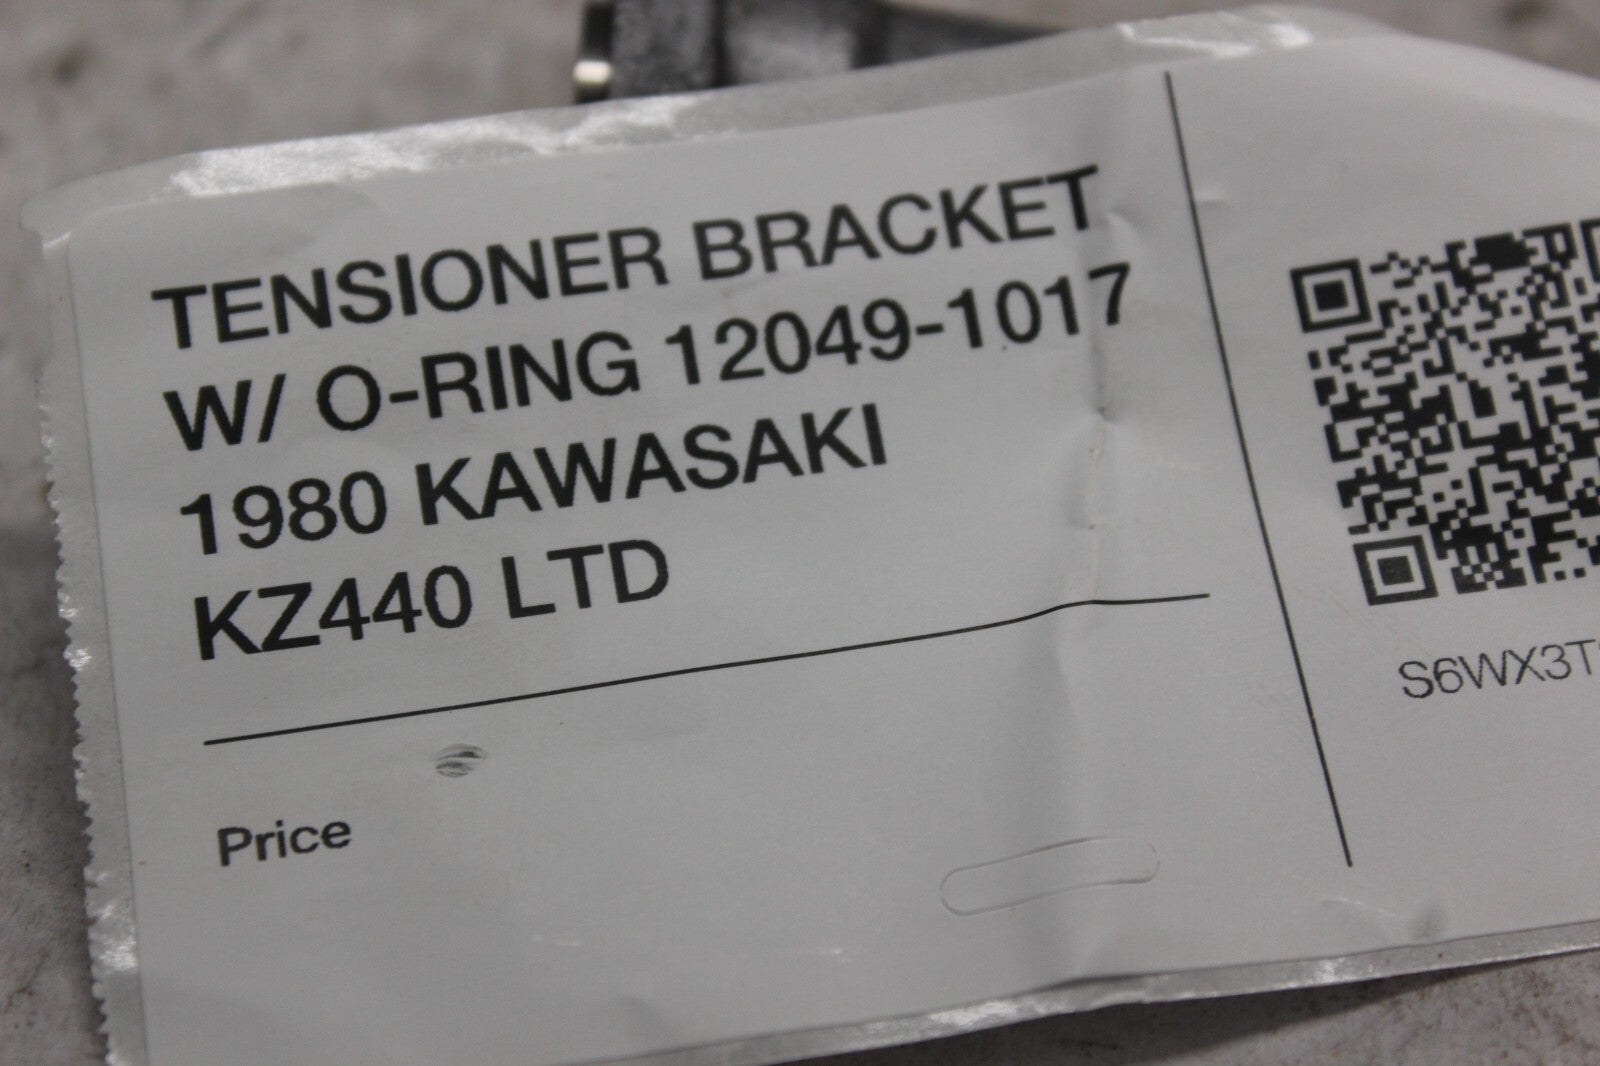 TENSIONER BRACKET
W/ O-RING 12049-1017
1980 KAWASAKI
KZ440 LTD
Price